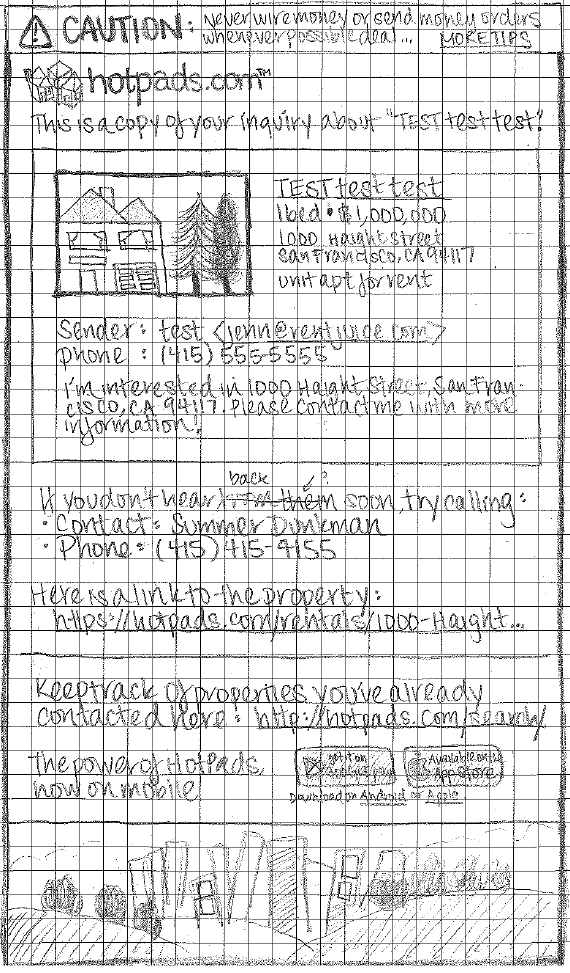 CAUTION: Never wire money or send money orders
whenever possible deal... MORE TIPS
hotpads.com™
This is a copy of your inquiry about "TEST test test."
TEST test test
1 bed • $1,000,000
1000 Haight Street
San Francisco, CA 94117
unit apt for rent
Sender: test <jenn@rentjuice.com>
phone : (415) 555-5555
I'm interested in 1000 Haight Street, San Fran-
cisco, CA 94117. Please contact me with more
information!
back ?
If you don't hear from them soon, try calling:
• Contact: Summer Dunkman
• Phone: (415) 415-4155
Here is a link to the property:
https://hotpads.com/rentals/1000-Haight...
Keep track of properties you've already
contacted here: http://hotpads.com/search/
The power of HotPads,
now on mobile
Get it on
Available on the
App Store
Download on Android or Apple